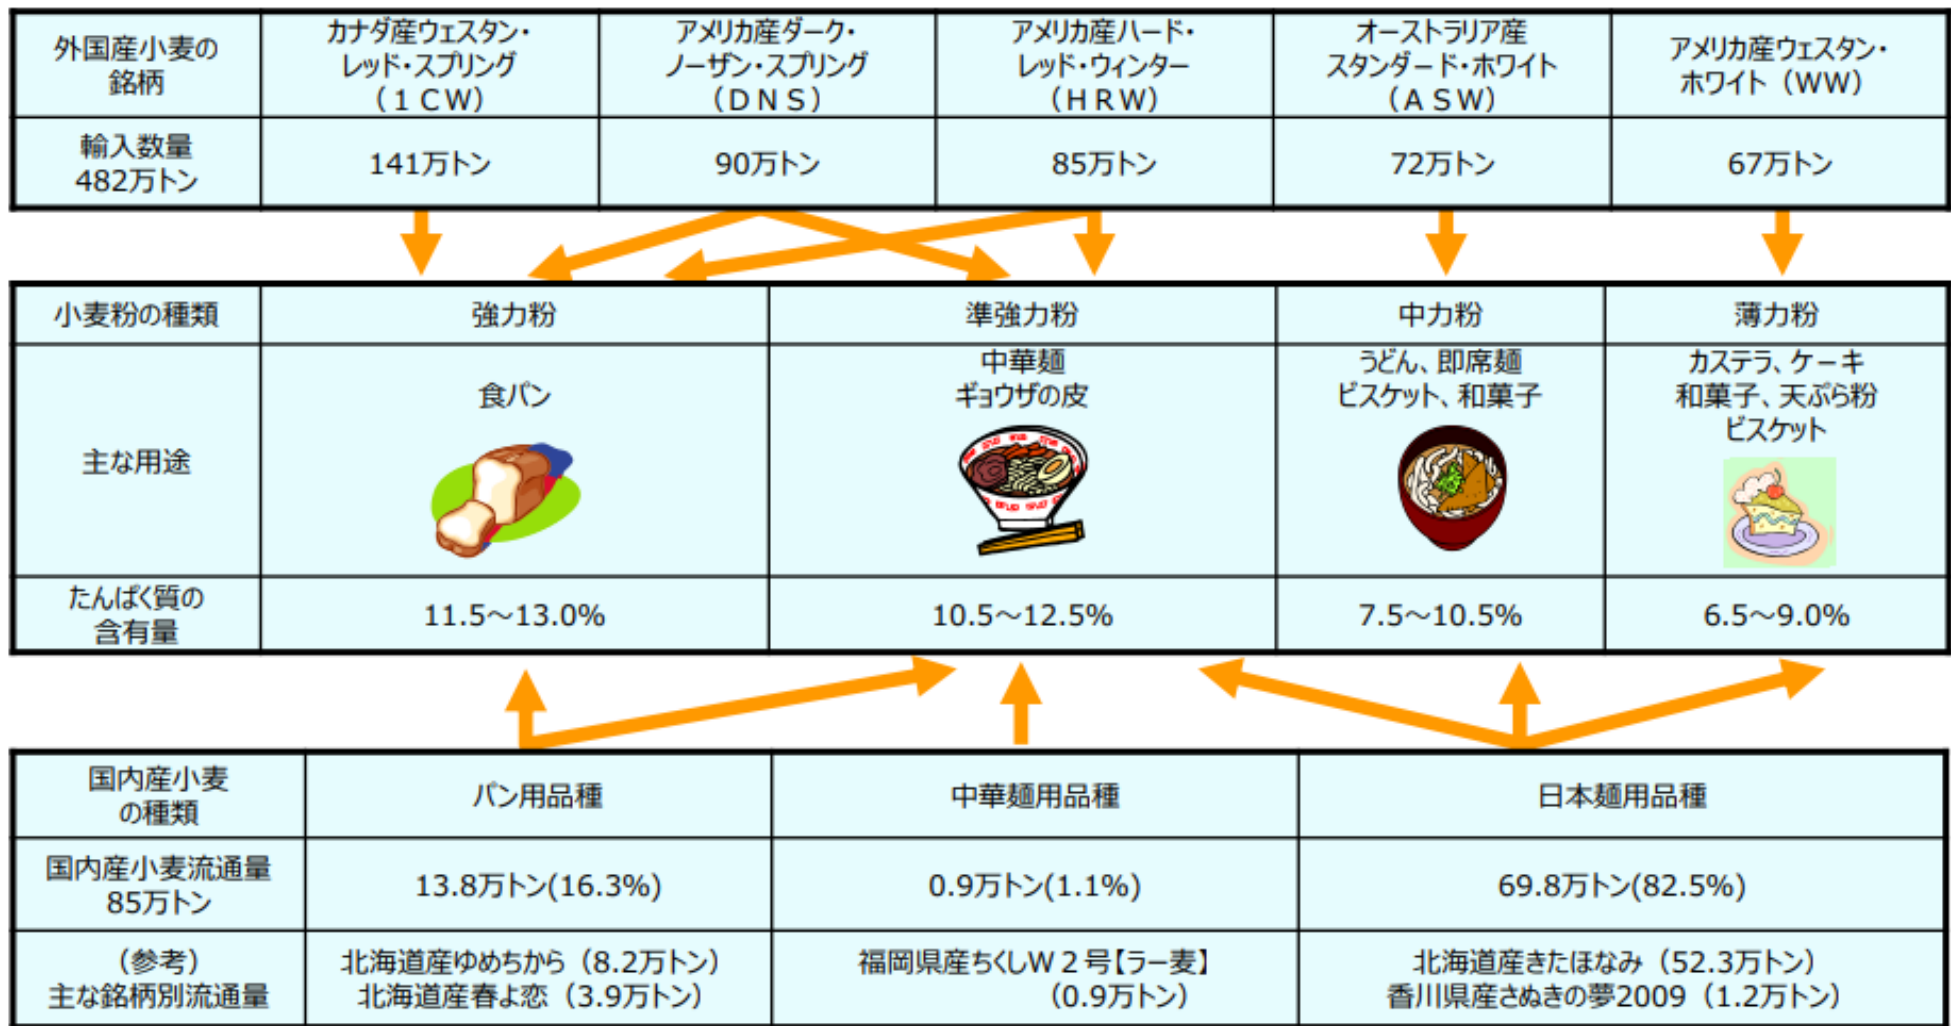 外国産小麦の
銘柄
カナダ産ウェスタン・
レッド・スプリング
（１ＣＷ）
アメリカ産ダーク・
ノーザン・スプリング
（ＤＮＳ）
アメリカ産ハード・
レッド・ウィンター
（ＨＲＷ）
オーストラリア産
スタンダード・ホワイト
（ＡＳＷ）
アメリカ産ウェスタン・
ホワイト（WW）
輸入数量
482万トン
141万トン
90万トン
85万トン
72万トン
67万トン
小麦粉の種類
強力粉
準強力粉
中力粉
薄力粉
主な用途
食パン
中華麺
ギョウザの皮
うどん、即席麺
ビスケット、和菓子
カステラ、ケーキ
和菓子、天ぷら粉
ビスケット
たんぱく質の
含有量
11.5～13.0%
10.5～12.5%
7.5～10.5%
6.5～9.0%
国内産小麦
の種類
パン用品種
中華麺用品種
日本麺用品種
国内産小麦流通量
85万トン
13.8万トン(16.3%)
0.9万トン(1.1%)
69.8万トン(82.5%)
（参考）
主な銘柄別流通量
北海道産ゆめちから（8.2万トン）
北海道産春よ恋（3.9万トン）
福岡県産ちくしＷ２号【ラー麦】
（0.9万トン）
北海道産きたほなみ（52.3万トン）
香川県産さぬきの夢2009（1.2万トン）